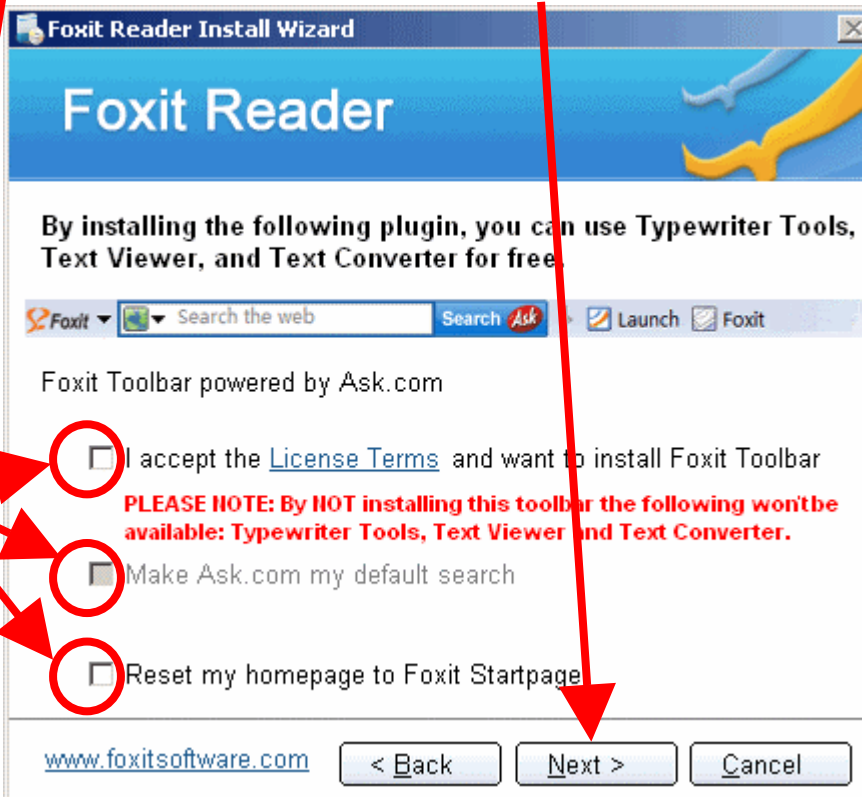 Foxit Reader Install Wizard
Foxit Reader
By installing the following plugin, you can use Typewriter Tools,
Text Viewer, and Text Converter for free.
Foxit Search the web Search Ask Launch Foxit
Foxit Toolbar powered by Ask.com
I accept the License Terms and want to install Foxit Toolbar
PLEASE NOTE: By NOT installing this toolbar the following won'tbe
available: Typewriter Tools, Text Viewer and Text Converter.
Make Ask.com my default search
Reset my homepage to Foxit Startpage
www.foxitsoftware.com < Back Next > Cancel